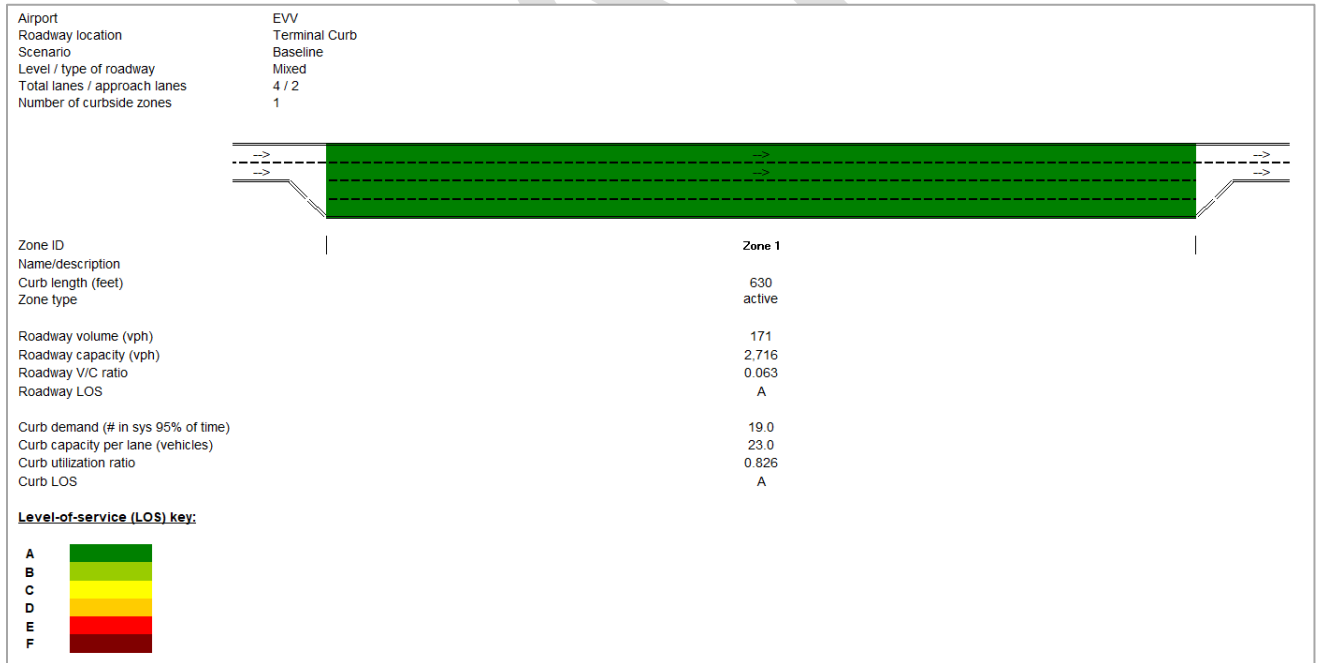 Airport EVV
Roadway location Terminal Curb
Scenario Baseline
Level / type of roadway Mixed
Total lanes / approach lanes 4 / 2
Number of curbside zones 1
--> --> -->
--> --> -->
Zone ID Zone 1
Name/description
Curb length (feet) 630
Zone type active
Roadway volume (vph) 171
Roadway capacity (vph) 2,716
Roadway V/C ratio 0.063
Roadway LOS A
Curb demand (# in sys 95% of time) 19.0
Curb capacity per lane (vehicles) 23.0
Curb utilization ratio 0.826
Curb LOS A
Level-of-service (LOS) key:
A
B
C
D
E
F